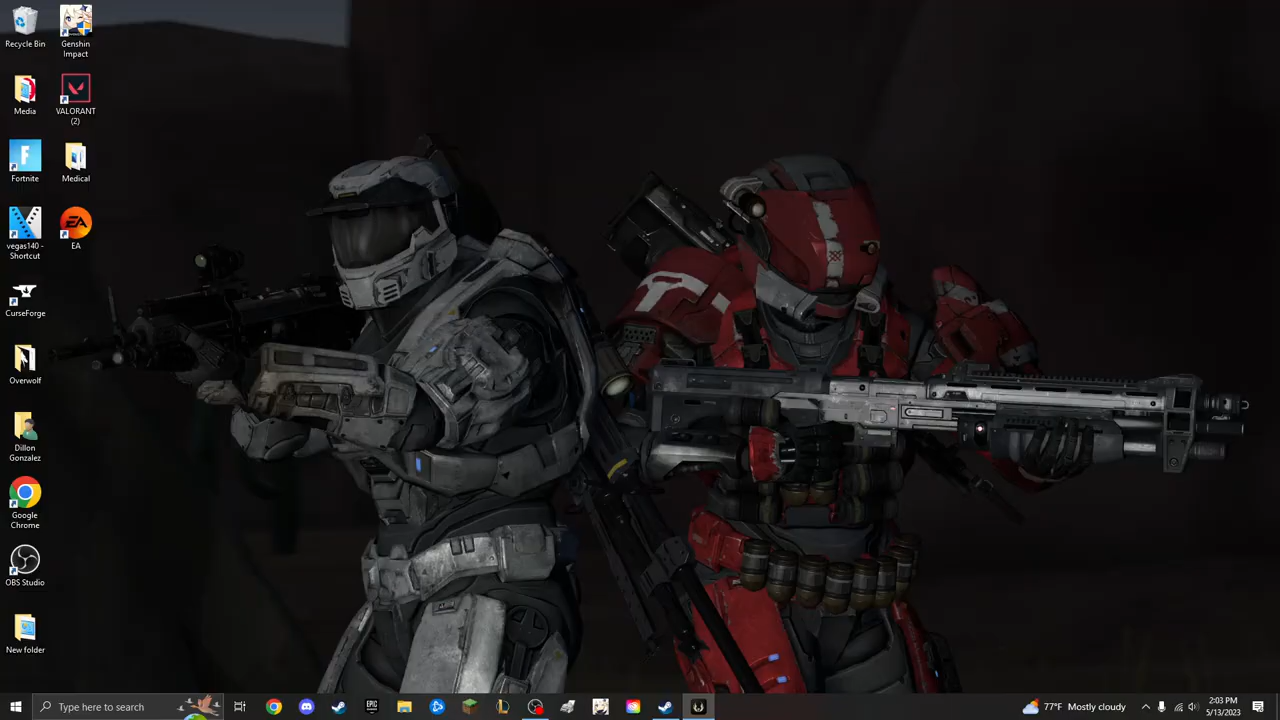 Recycle Bin
Genshin
Impact
Media
VALORANT
(2)
Fortnite
Medical
vegas140 -
Shortcut
EA
CurseForge
Overwolf
Dillon
Gonzalez
Google
Chrome
OBS Studio
New folder
Type here to search
EPIC
77°F Mostly cloudy
2:03 PM
5/13/2023